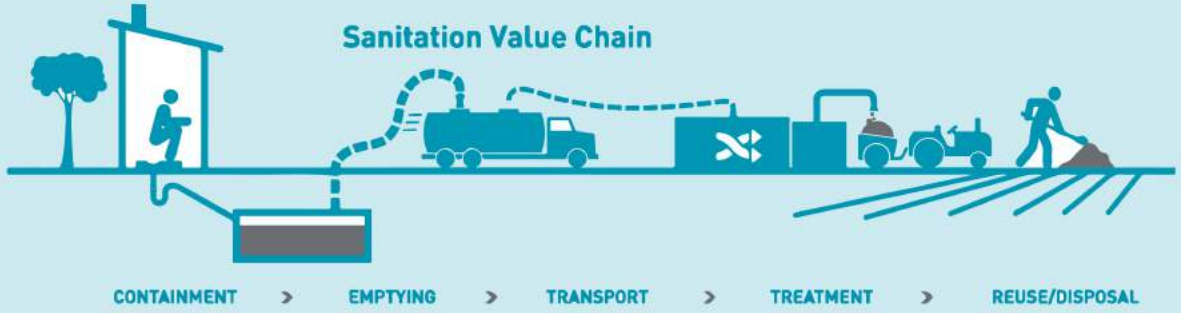 Sanitation Value Chain
CONTAINMENT > EMPTYING > TRANSPORT > TREATMENT > REUSE/DISPOSAL